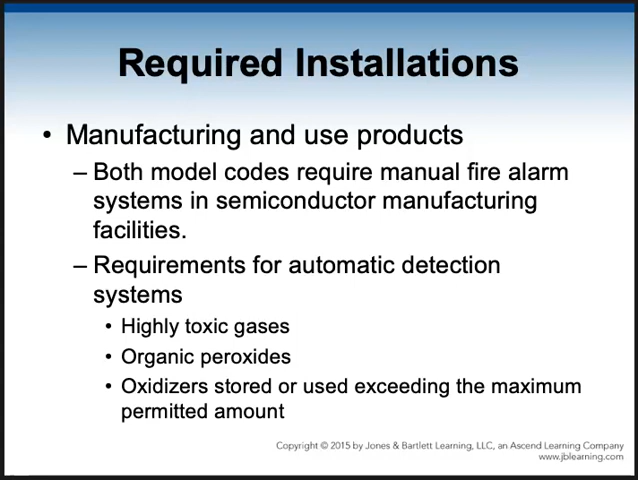 Required Installations
• Manufacturing and use products
– Both model codes require manual fire alarm
systems in semiconductor manufacturing
facilities.
– Requirements for automatic detection
systems
• Highly toxic gases
• Organic peroxides
• Oxidizers stored or used exceeding the maximum
permitted amount
Copyright © 2015 by Jones & Bartlett Learning, LLC, an Ascend Learning Company
www.jblearning.com